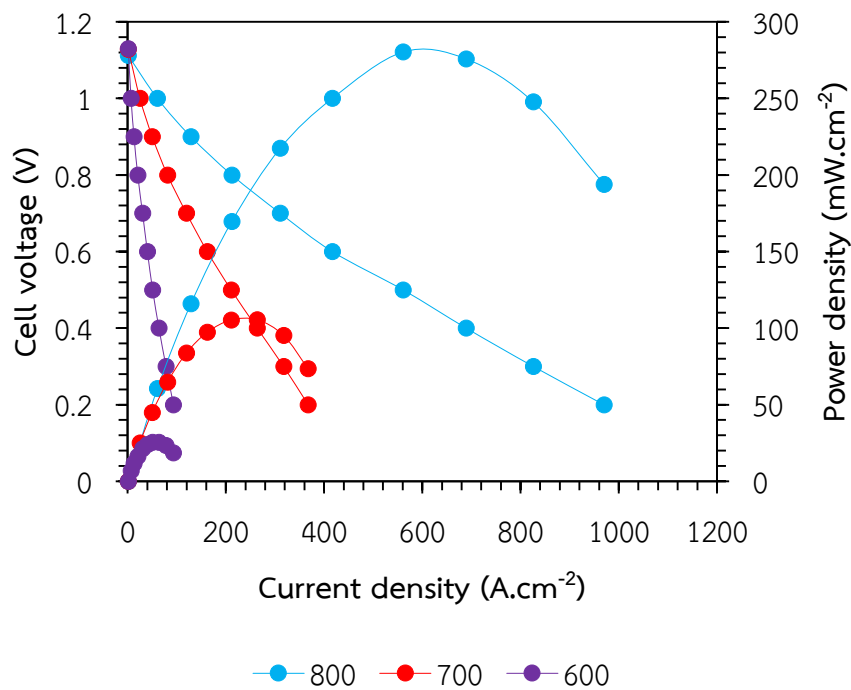 1.2
1
0.8
0.6
0.4
0.2
0
Cell voltage (V)
300
250
200
150
100
50
0
Power density (mW.cm⁻²)
0 200 400 600 800 1000 1200
Current density (A.cm⁻²)
800 700 600